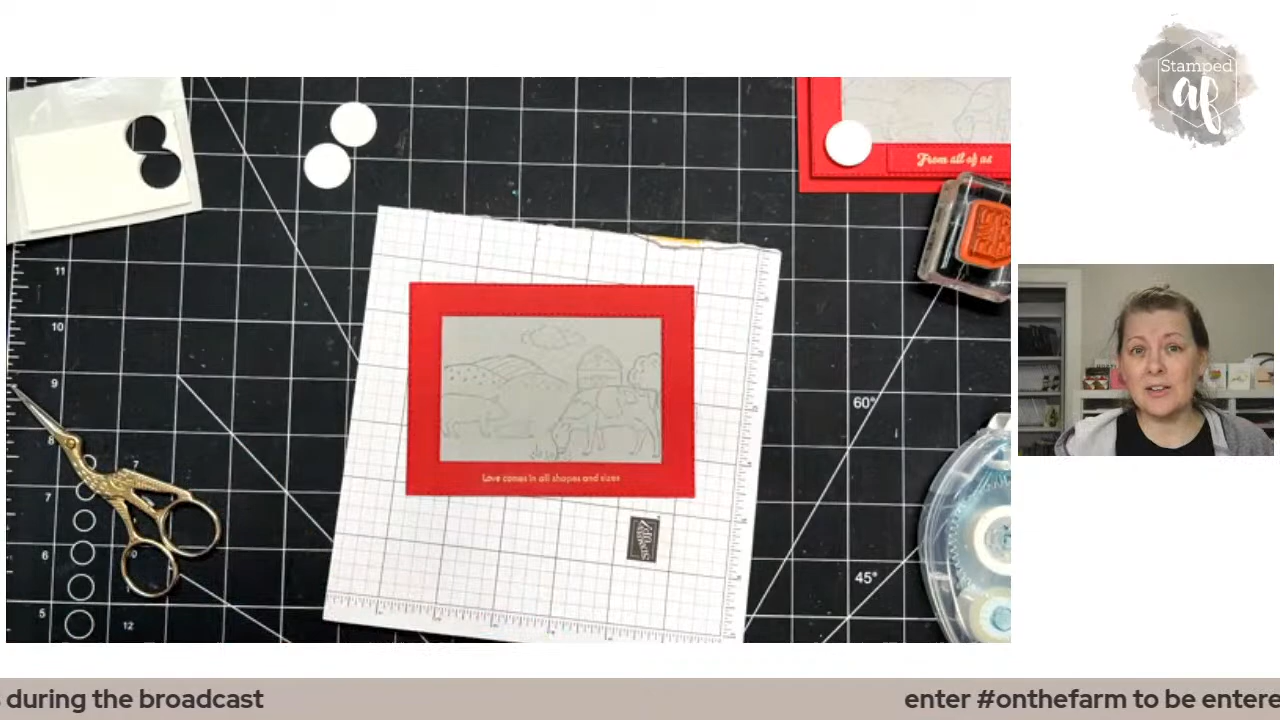 Stamped
af
From all of us
11
10
9
60°
8
7
7
Love comes in all shapes and sizes
6
45°
5
12
during the broadcast
enter #onthefarm to be entere